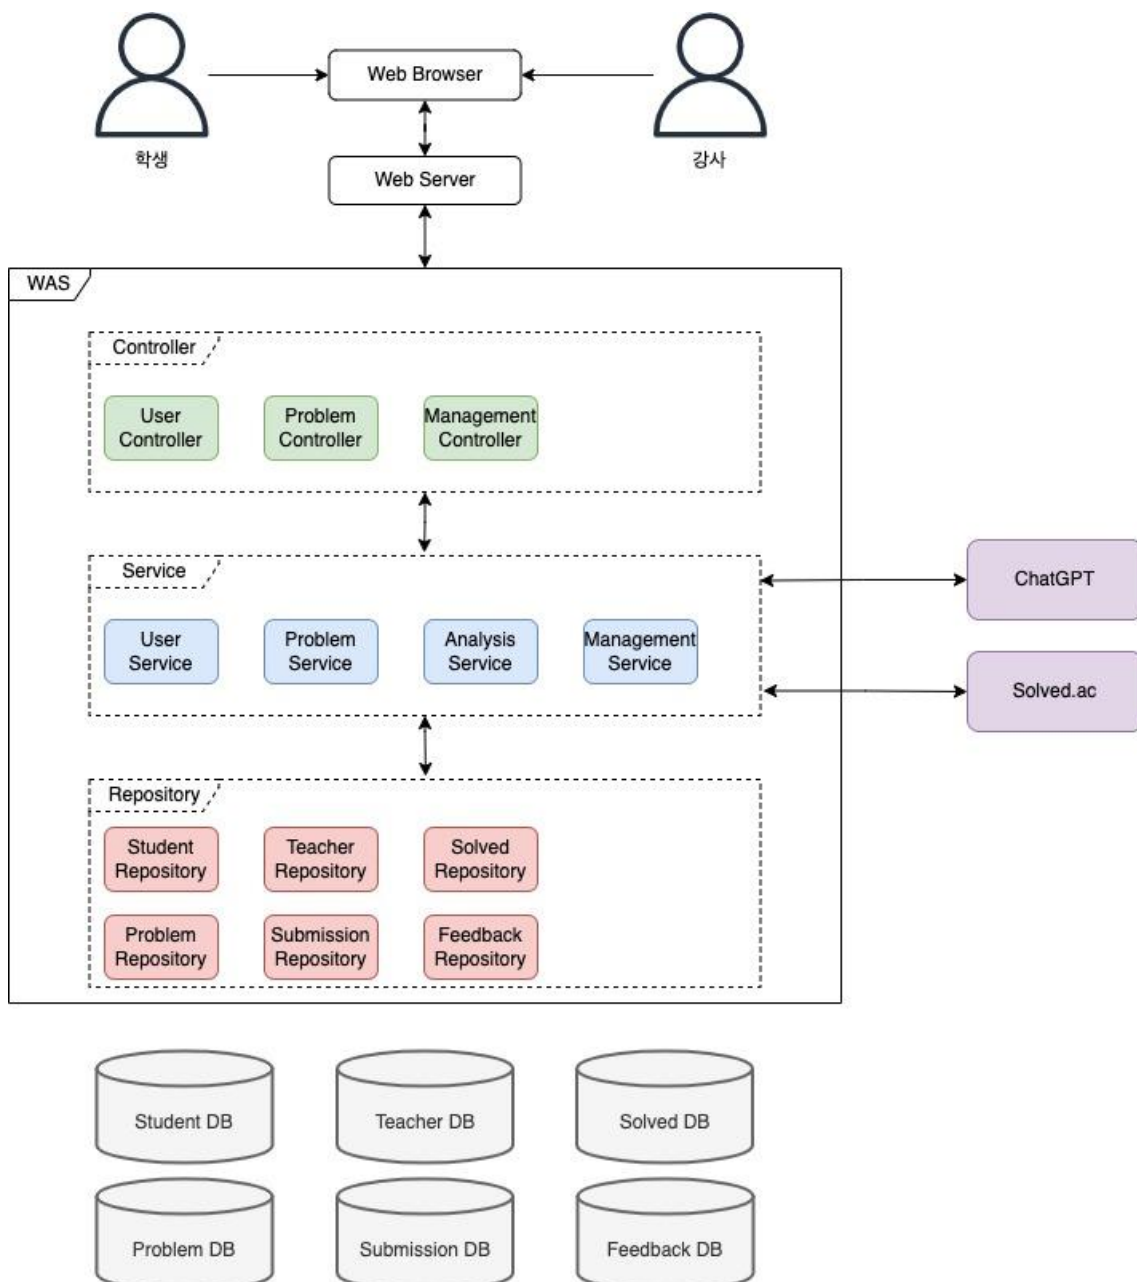 Web Browser
학생
강사
Web Server
WAS
Controller
User
Controller
Problem
Controller
Management
Controller
Service
User
Service
Problem
Service
Analysis
Service
Management
Service
ChatGPT
Solved.ac
Repository
Student
Repository
Teacher
Repository
Solved
Repository
Problem
Repository
Submission
Repository
Feedback
Repository
Student DB
Teacher DB
Solved DB
Problem DB
Submission DB
Feedback DB